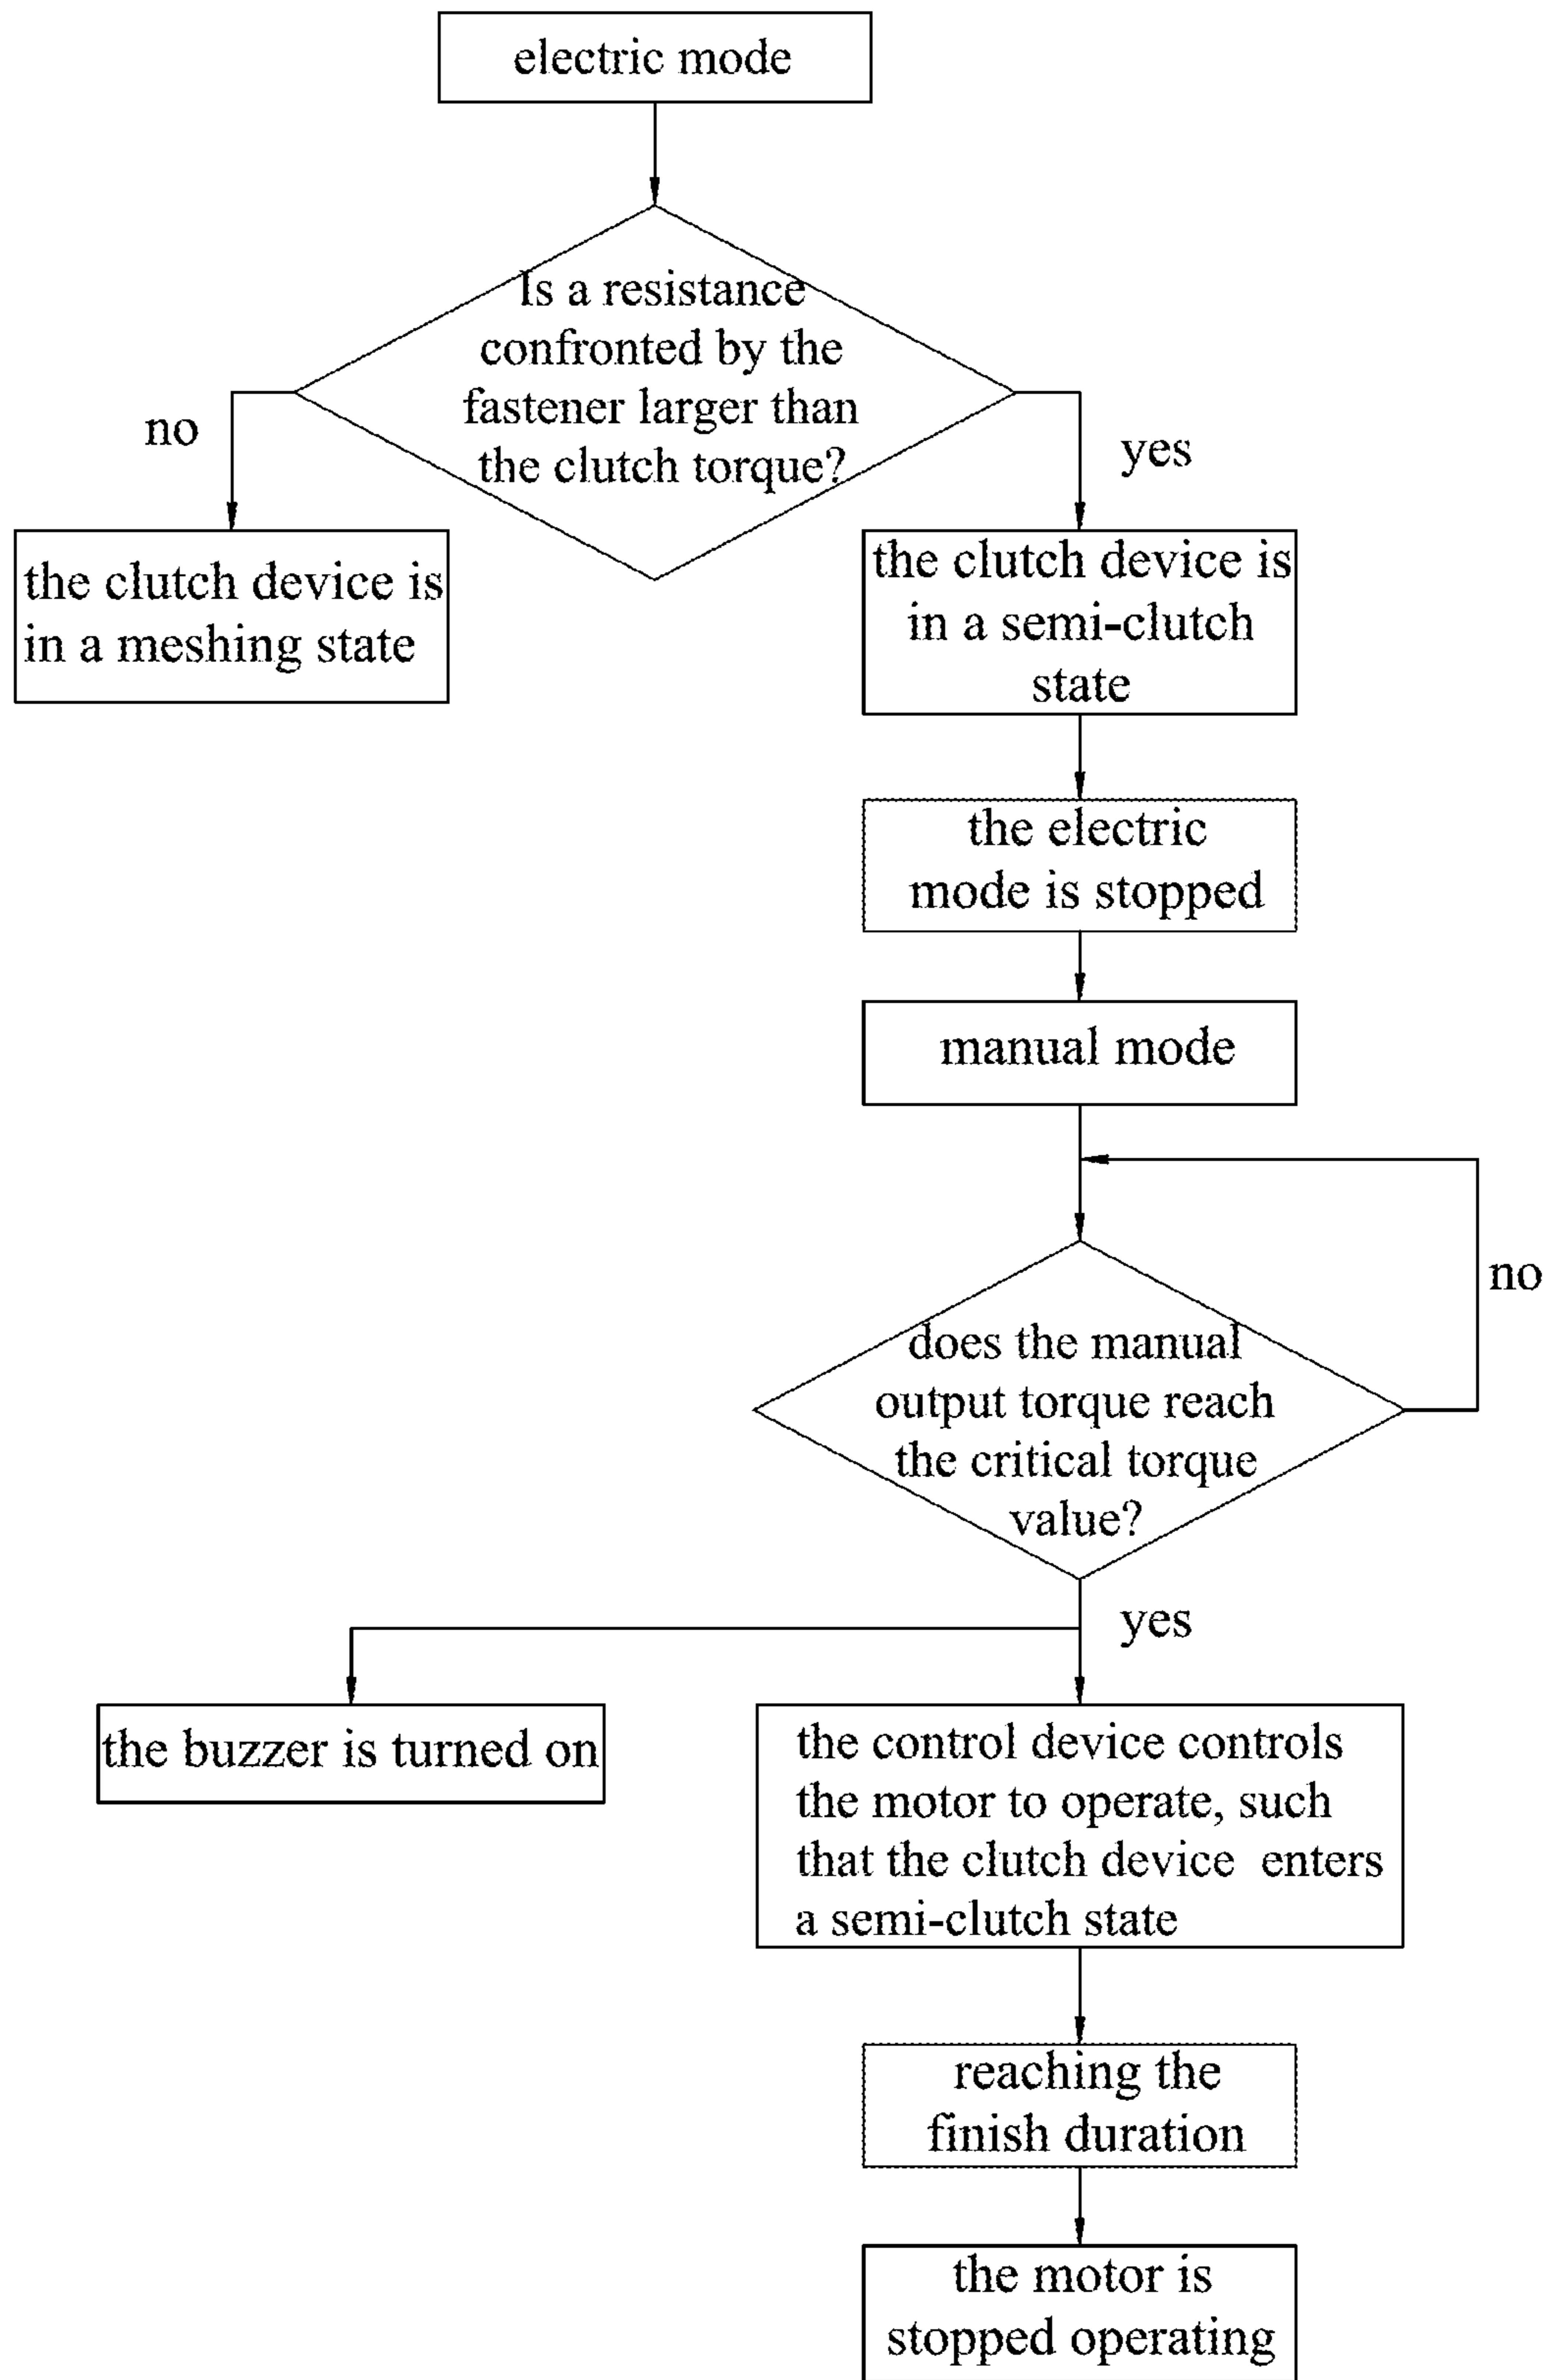 electric mode
Is a resistance
confronted by the
fastener larger than
the clutch torque?
no
yes
the clutch device is
in a meshing state
the clutch device is
in a semi-clutch
state
the electric
mode is stopped
manual mode
no
does the manual
output torque reach
the critical torque
value?
yes
the buzzer is turned on
the control device controls
the motor to operate, such
that the clutch device enters
a semi-clutch state
reaching the
finish duration
the motor is
stopped operating